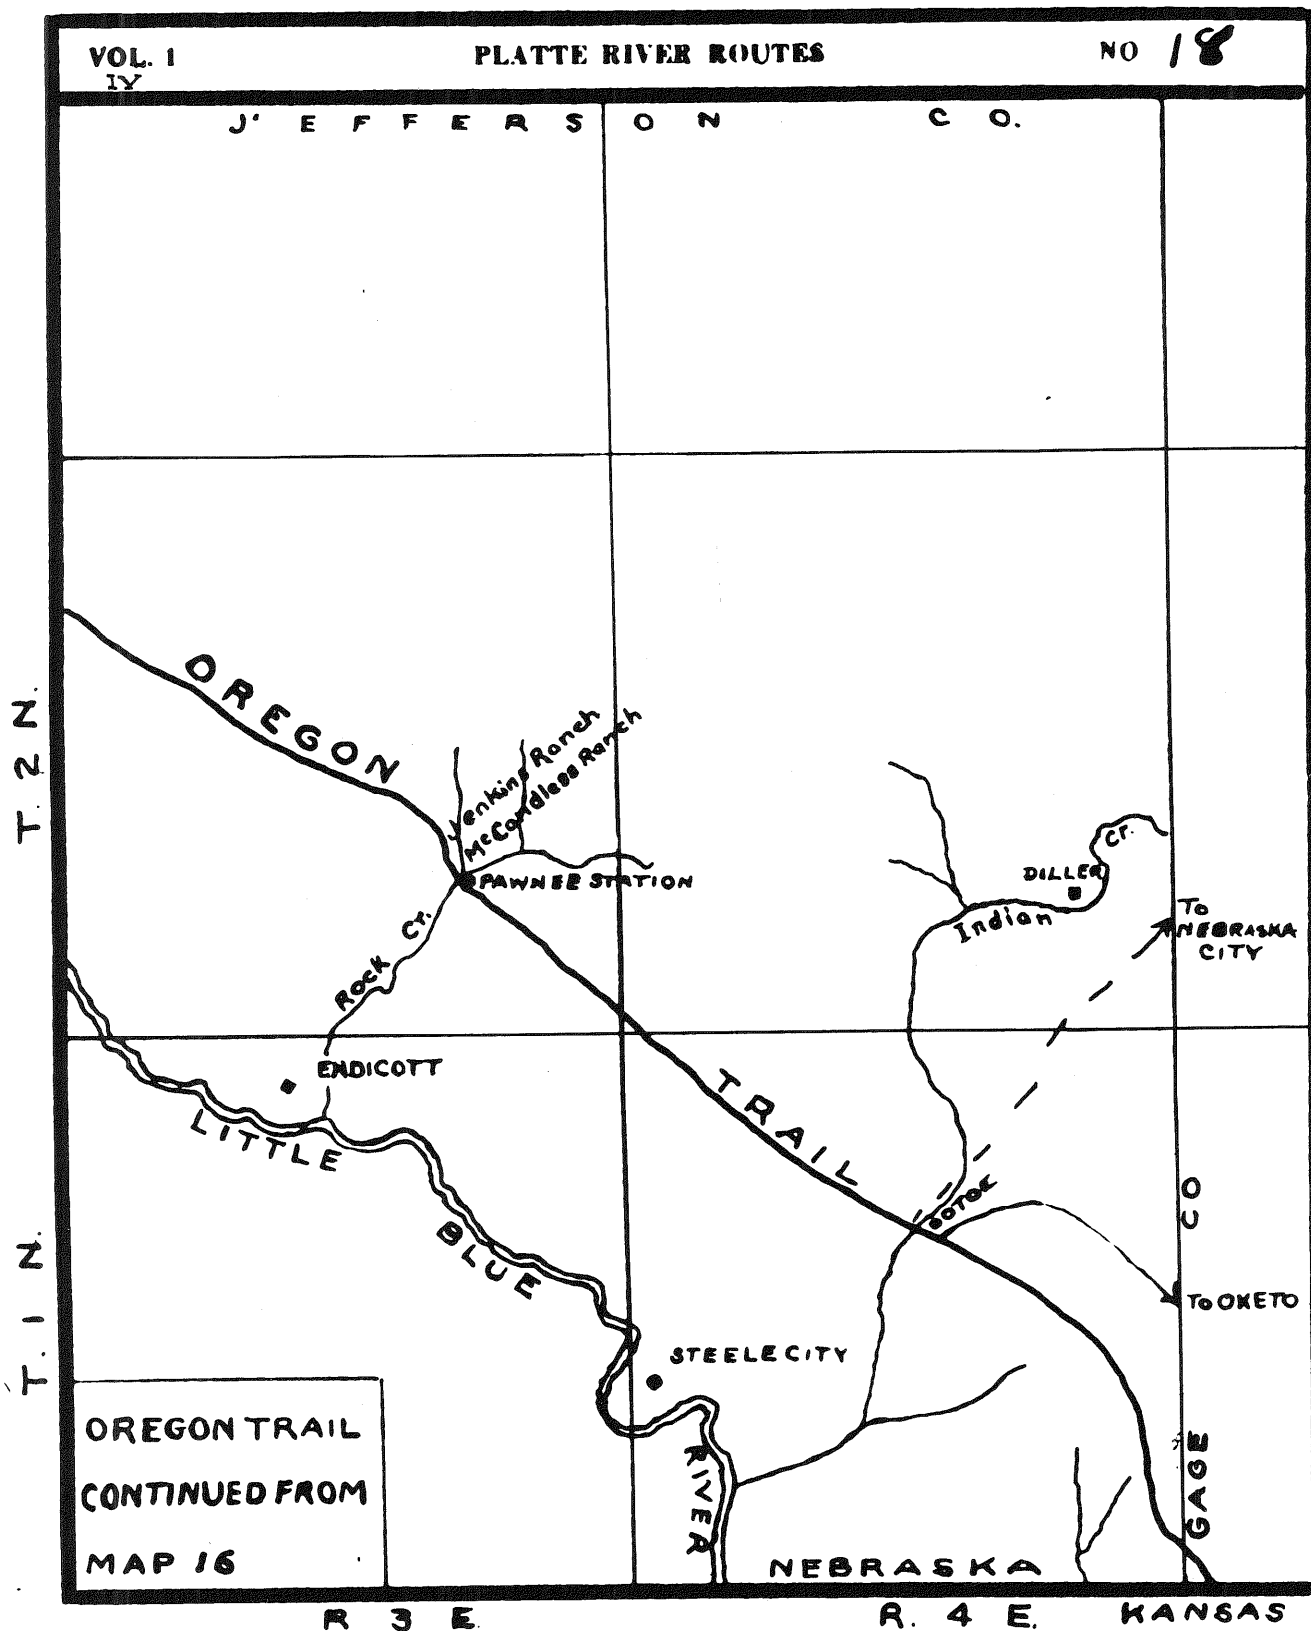 VOL. 1
IV
PLATTE RIVER ROUTES
NO 18
JEFFERSON CO.
OREGON
Jenkins Ranch
McCandless Ranch
PAWNEE STATION
T. 2 N.
Rock Cr.
Indian
Cr.
DILLER
To
NEBRASKA
CITY
ENDICOTT
LITTLE
TRAIL
BLUE
OOTOE
CO
TO OKETO
T. 1 N.
STEELE CITY
RIVER
GAGE
OREGON TRAIL
CONTINUED FROM
MAP 16
NEBRASKA
R 3 E.
R. 4 E.
KANSAS